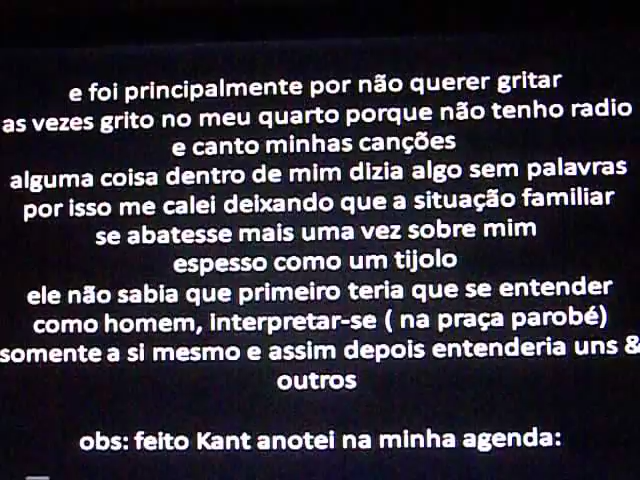 e foi principalmente por não querer gritar
as vezes grito no meu quarto porque não tenho radio
e canto minhas canções
alguma coisa dentro de mim dizia algo sem palavras
por isso me calei deixando que a situação familiar
se abatesse mais uma vez sobre mim
espesso como um tijolo
ele não sabia que primeiro teria que se entender
como homem, interpretar-se ( na praça parobé)
somente a si mesmo e assim depois entenderia uns &
outros
obs: feito Kant anotei na minha agenda: